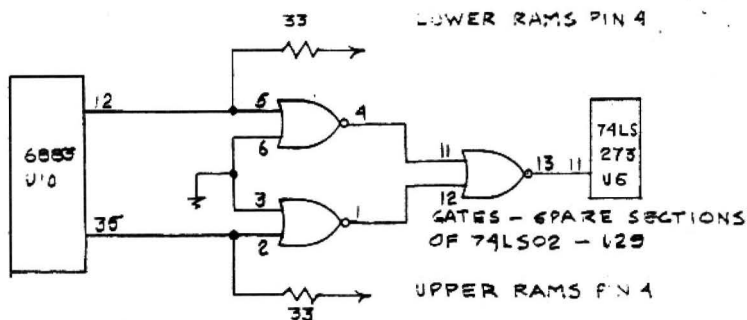 33
LOWER RAMS PIN 4
12
5
4
6
6883
U10
11
13
11
74LS
273
U6
3
12
1
GATES - SPARE SECTIONS
OF 74LS02 - U29
35
2
33
UPPER RAMS PIN 4